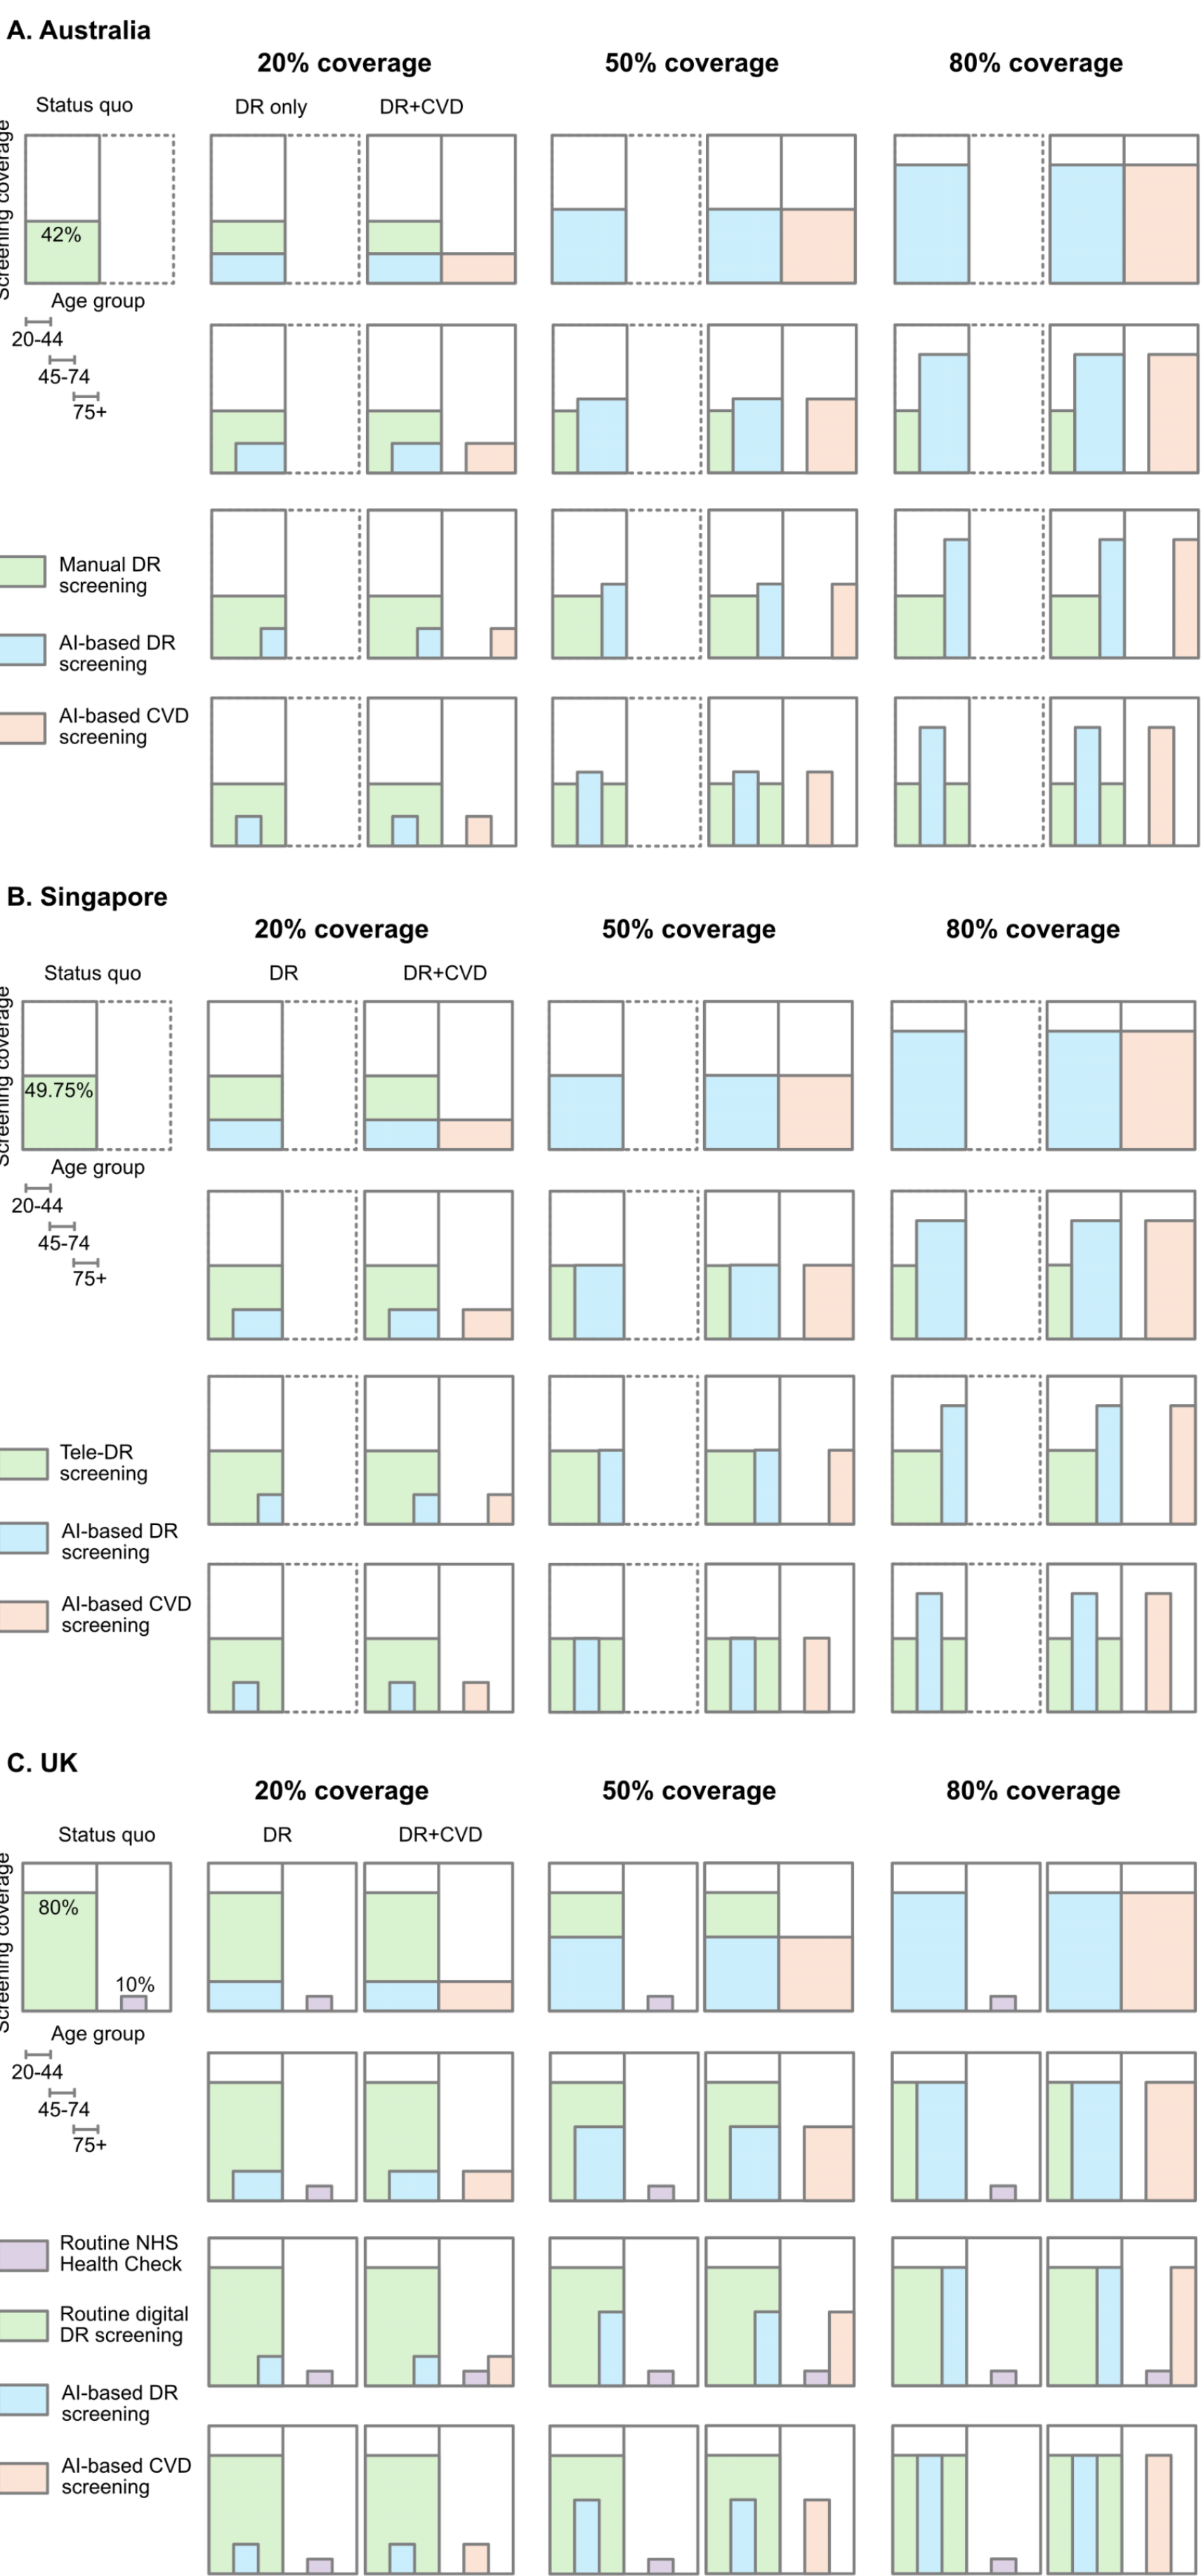 A. Australia
20% coverage
50% coverage
80% coverage
Status quo
DR only
DR+CVD
Screening coverage
42%
Age group
20-44
45-74
75+
Manual DR
screening
AI-based DR
screening
AI-based CVD
screening
B. Singapore
20% coverage
50% coverage
80% coverage
Status quo
DR
DR+CVD
Screening coverage
49.75%
Age group
20-44
45-74
75+
Tele-DR
screening
AI-based DR
screening
AI-based CVD
screening
C. UK
20% coverage
50% coverage
80% coverage
Status quo
DR
DR+CVD
Screening coverage
80%
10%
Age group
20-44
45-74
75+
Routine NHS
Health Check
Routine digital
DR screening
AI-based DR
screening
AI-based CVD
screening